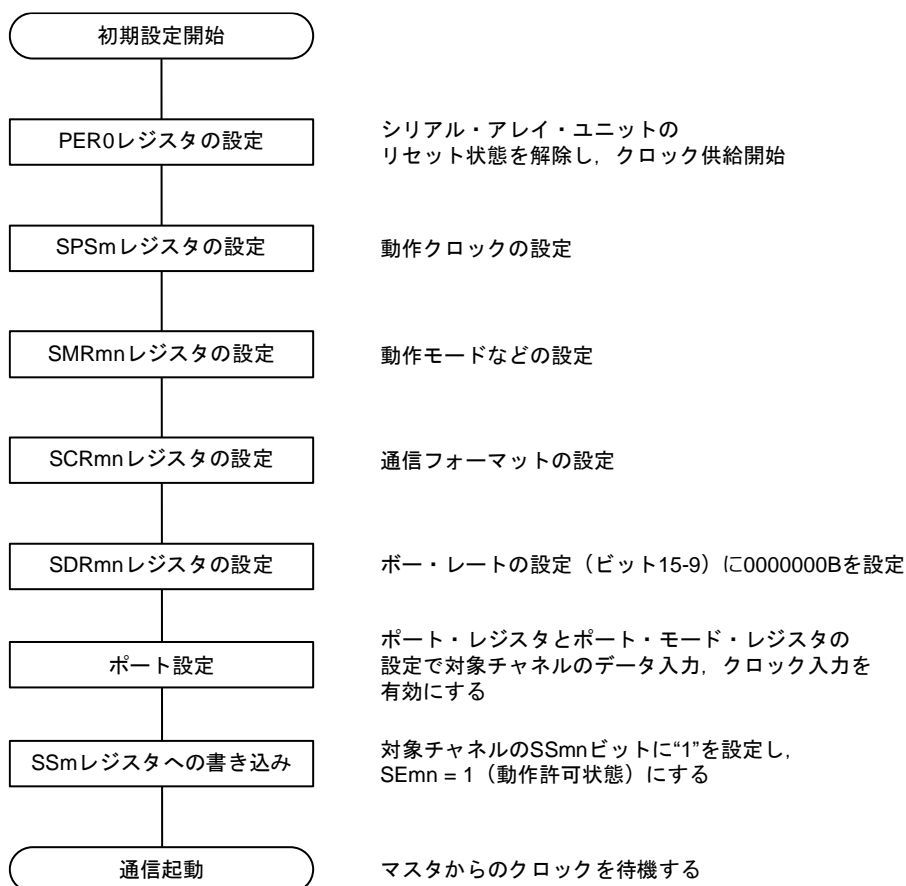 初期設定開始
PER0レジスタの設定
シリアル・アレイ・ユニットの
リセット状態を解除し，クロック供給開始
SPSmレジスタの設定
動作クロックの設定
SMRmnレジスタの設定
動作モードなどの設定
SCRmnレジスタの設定
通信フォーマットの設定
SDRmnレジスタの設定
ボー・レートの設定（ビット15-9）に0000000Bを設定
ポート設定
ポート・レジスタとポート・モード・レジスタの
設定で対象チャネルのデータ入力，クロック入力を
有効にする
SSmレジスタへの書き込み
対象チャネルのSSmnビットに“1”を設定し，
SEmn = 1（動作許可状態）にする
通信起動
マスタからのクロックを待機する